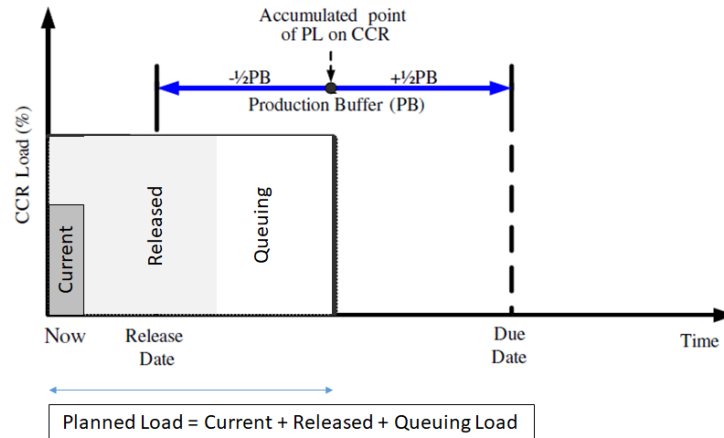 Accumulated point
of PL on CCR
-½PB
+½PB
Production Buffer (PB)
CCR Load (%)
Current
Released
Queuing
Now
Release
Date
Due
Date
Time
Planned Load = Current + Released + Queuing Load